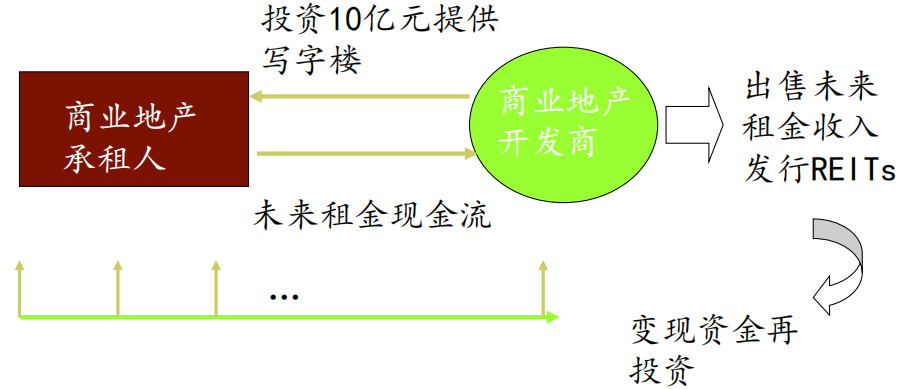 投资10亿元提供
写字楼
商业地产
承租人
商业地产
开发商
出售未来
租金收入
发行REITs
未来租金现金流
...
变现资金再
投资